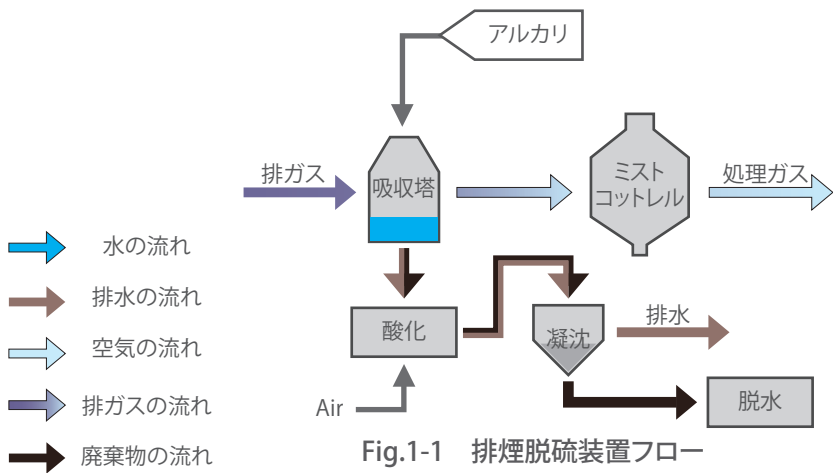 アルカリ
排ガス
吸収塔
ミスト
コットレル
処理ガス
水の流れ
排水の流れ
空気の流れ
排ガスの流れ
廃棄物の流れ
酸化
凝沈
排水
Air
脱水
Fig.1-1 排煙脱硫装置フロー